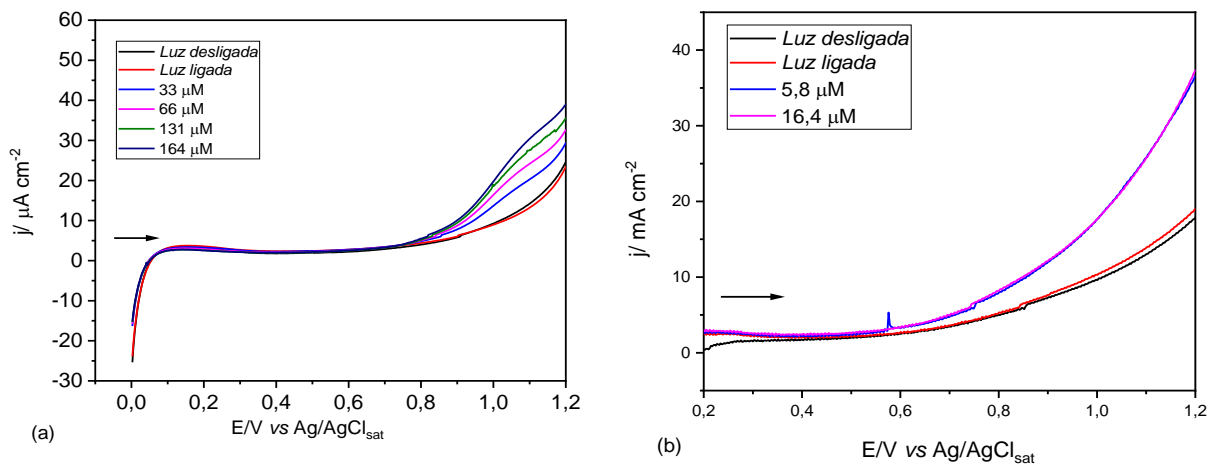 60
50
40
30
20
10
0
-10
-20
-30
j/ μA cm-2
Luz desligada
Luz ligada
33 μM
66 μM
131 μM
164 μM
0,0 0,2 0,4 0,6 0,8 1,0 1,2
E/V vs Ag/AgClsat
(a)
40
30
20
10
0
j/ mA cm-2
Luz desligada
Luz ligada
5,8 μM
16,4 μM
0,2 0,4 0,6 0,8 1,0 1,2
E/V vs Ag/AgClsat
(b)